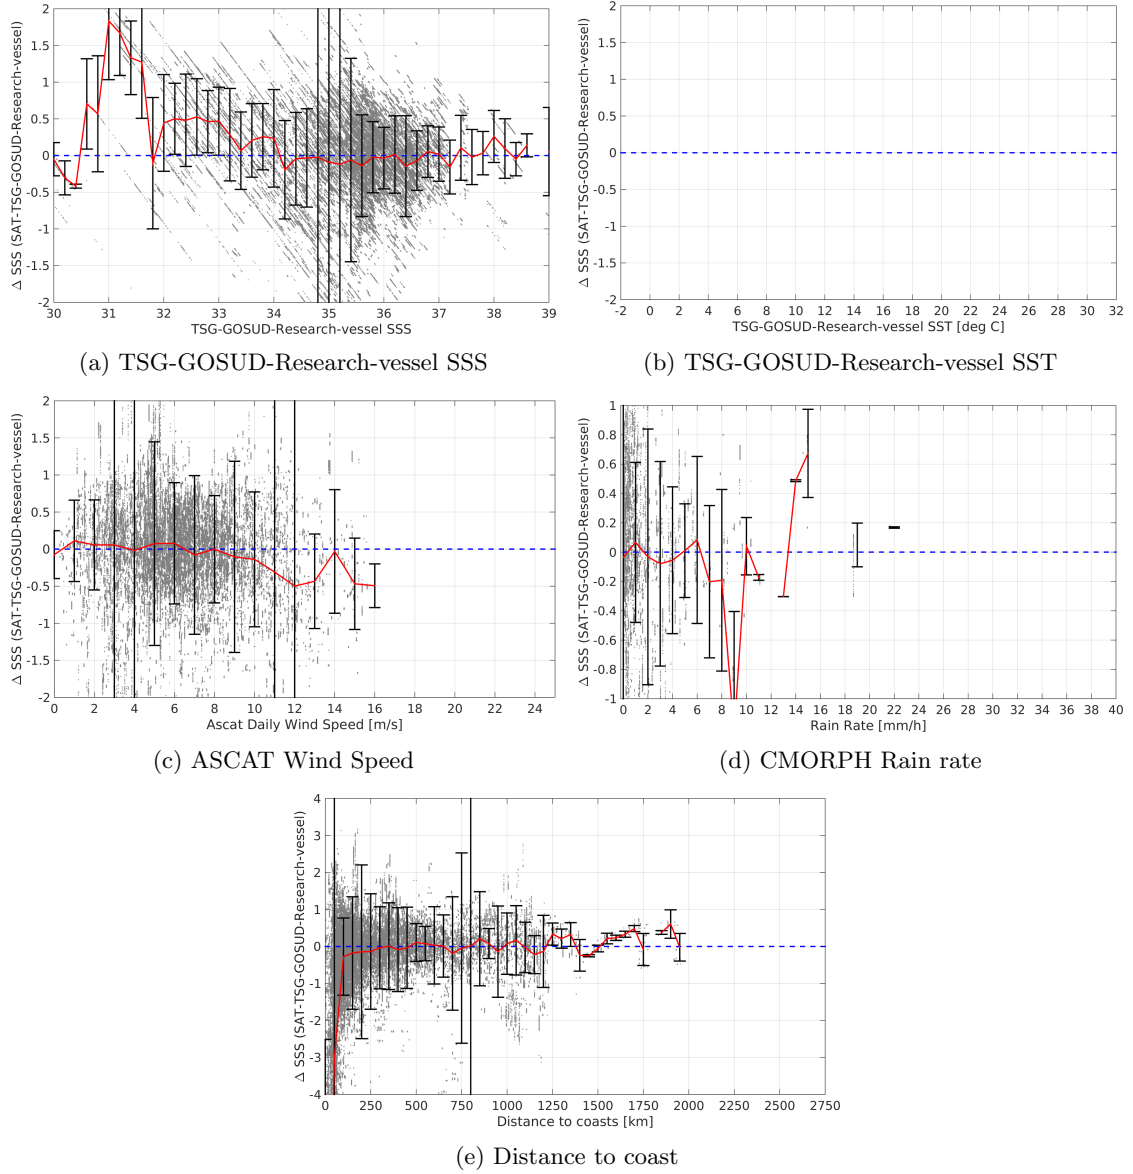 2
1.5
1
0.5
0
-0.5
-1
-1.5
-2
Δ SSS (SAT-TSG-GOSUD-Research-vessel)
30 31 32 33 34 35 36 37 38 39
TSG-GOSUD-Research-vessel SSS
(a) TSG-GOSUD-Research-vessel SSS
2
1.5
1
0.5
0
-0.5
-1
-1.5
-2
Δ SSS (SAT-TSG-GOSUD-Research-vessel)
-2 0 2 4 6 8 10 12 14 16 18 20 22 24 26 28 30 32
TSG-GOSUD-Research-vessel SST [deg C]
(b) TSG-GOSUD-Research-vessel SST
2
1.5
1
0.5
0
-0.5
-1
-1.5
-2
Δ SSS (SAT-TSG-GOSUD-Research-vessel)
0 2 4 6 8 10 12 14 16 18 20 22 24
Ascat Daily Wind Speed [m/s]
(c) ASCAT Wind Speed
1
0.8
0.6
0.4
0.2
0
-0.2
-0.4
-0.6
-0.8
-1
Δ SSS (SAT-TSG-GOSUD-Research-vessel)
0 2 4 6 8 10 12 14 16 18 20 22 24 26 28 30 32 34 36 38 40
Rain Rate [mm/h]
(d) CMORPH Rain rate
4
3
2
1
0
-1
-2
-3
-4
Δ SSS (SAT-TSG-GOSUD-Research-vessel)
0 250 500 750 1000 1250 1500 1750 2000 2250 2500 2750
Distance to coasts [km]
(e) Distance to coast